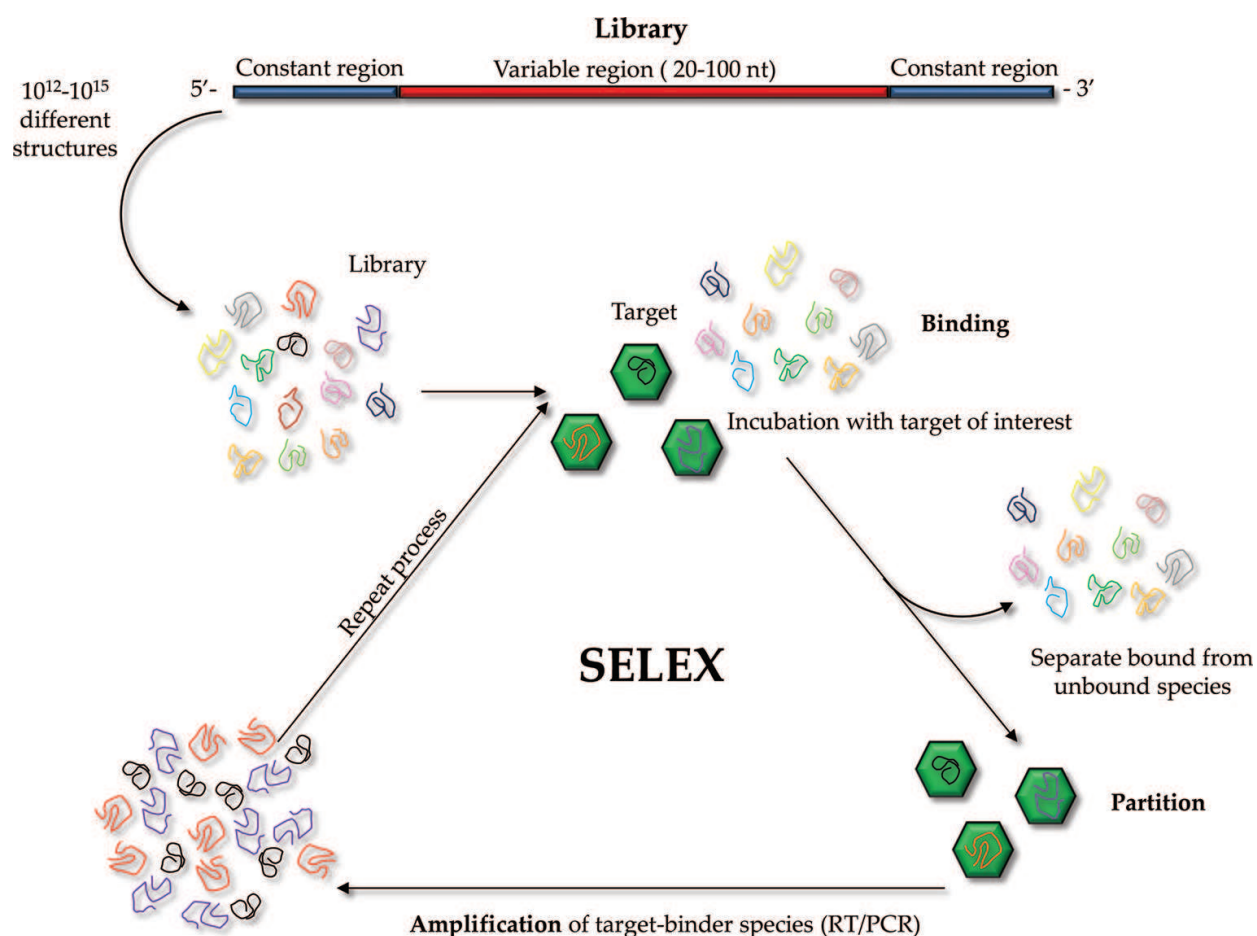 Library
Constant region
Variable region ( 20-100 nt)
Constant region
5′-
- 3′
10¹²-10¹⁵
different
structures
Library
Target
Binding
Incubation with target of interest
Repeat process
SELEX
Separate bound from
unbound species
Partition
Amplification of target-binder species (RT/PCR)